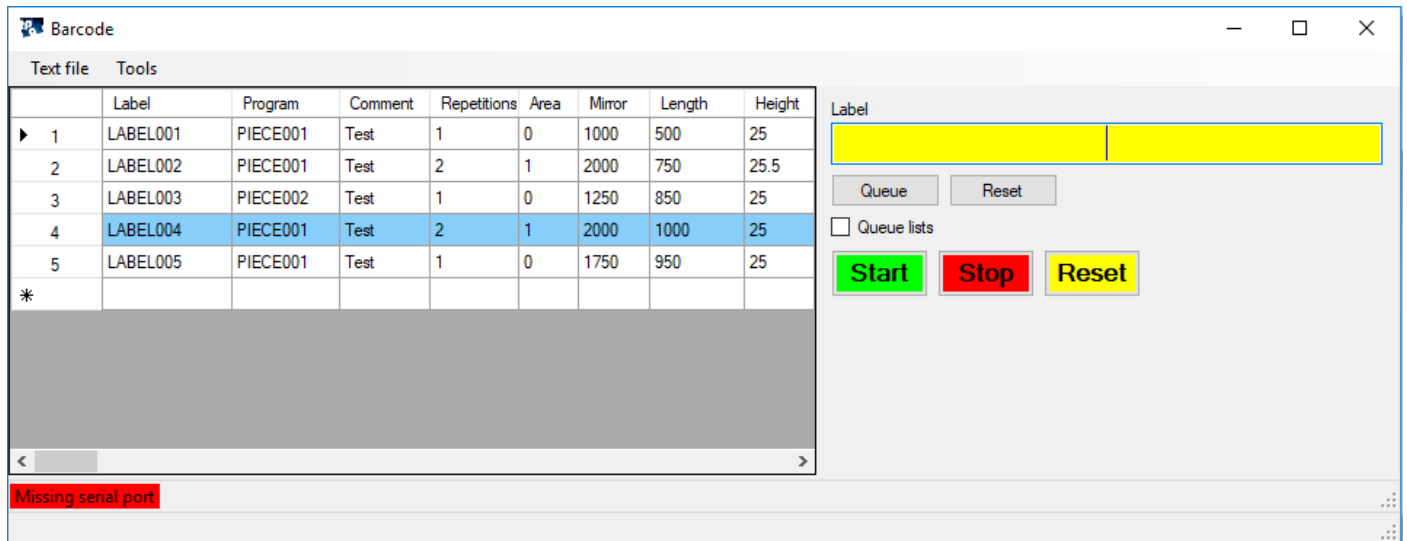 Barcode
Text file Tools
Label Program Comment Repetitions Area Mirror Length Height
1 LABEL001 PIECE001 Test 1 0 1000 500 25
2 LABEL002 PIECE001 Test 2 1 2000 750 25.5
3 LABEL003 PIECE002 Test 1 0 1250 850 25
4 LABEL004 PIECE001 Test 2 1 2000 1000 25
5 LABEL005 PIECE001 Test 1 0 1750 950 25
Label
Queue Reset
Queue lists
Start Stop Reset
Missing serial port